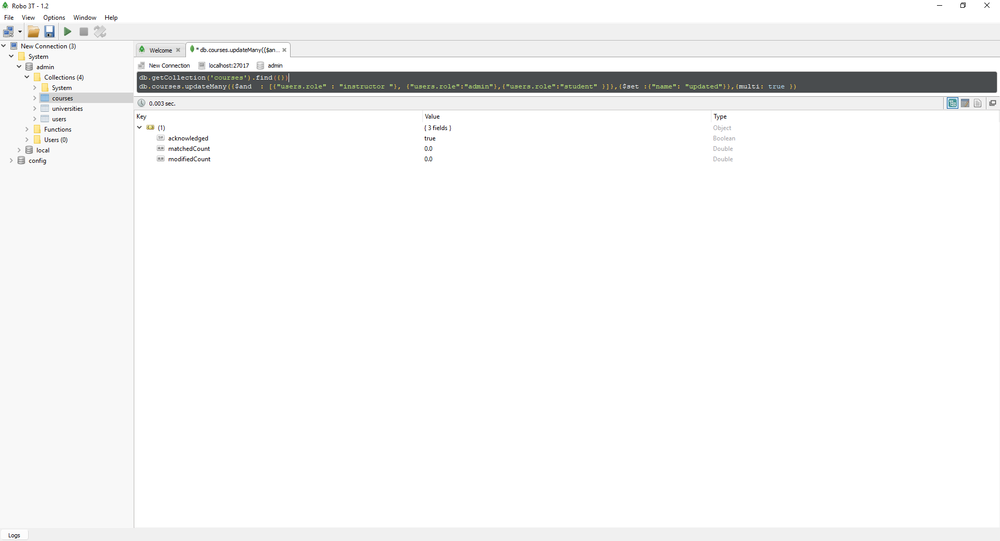 Robo 3T - 1.2
File View Options Window Help
New Connection (3)
System
admin
Collections (4)
System
courses
universities
users
Functions
Users (0)
local
config
Welcome * db.courses.updateMany({$an...
New Connection localhost:27017 admin
db.getCollection('courses').find({})
db.courses.updateMany({$and  : [{"users.role" : "instructor "}, {"users.role":"admin"},{"users.role":"student" }]},{$set :{"name": "updated"}},{multi: true })
0.003 sec.
Key Value Type
(1) { 3 fields } Object
T/F acknowledged true Boolean
#.# matchedCount 0.0 Double
#.# modifiedCount 0.0 Double
Logs